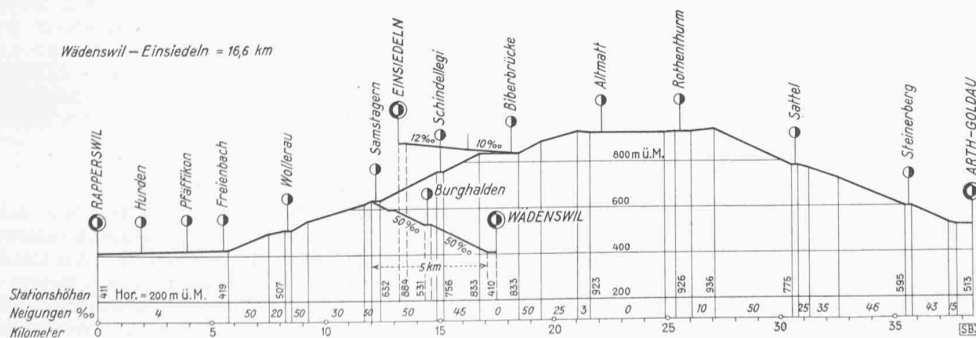 Wädenswil – Einsiedeln = 16,6 km
RAPPERSWIL
Hurden
Pfäffikon
Freienbach
Wollerau
Samstagern
EINSIEDELN
Schindellegi
Biberbrücke
Altmatt
Rothenthurm
Sattel
Steinerberg
ARTH-GOLDAU
12‰ 10‰
Burghalden
WÄDENSWIL
50‰ 50‰
5 km
800 m ü.M.
600
400
200
Stationshöhen 411 Hor. = 200 m ü.M. 419 507 632 884 531 756 833 410 833 923 926 936 775 595 513
Neigungen ‰ 4 50 20 50 30 50 50 45 0 50 25 3 0 10 50 25 35 46 43 15
Kilometer 0 5 10 15 20 25 30 35